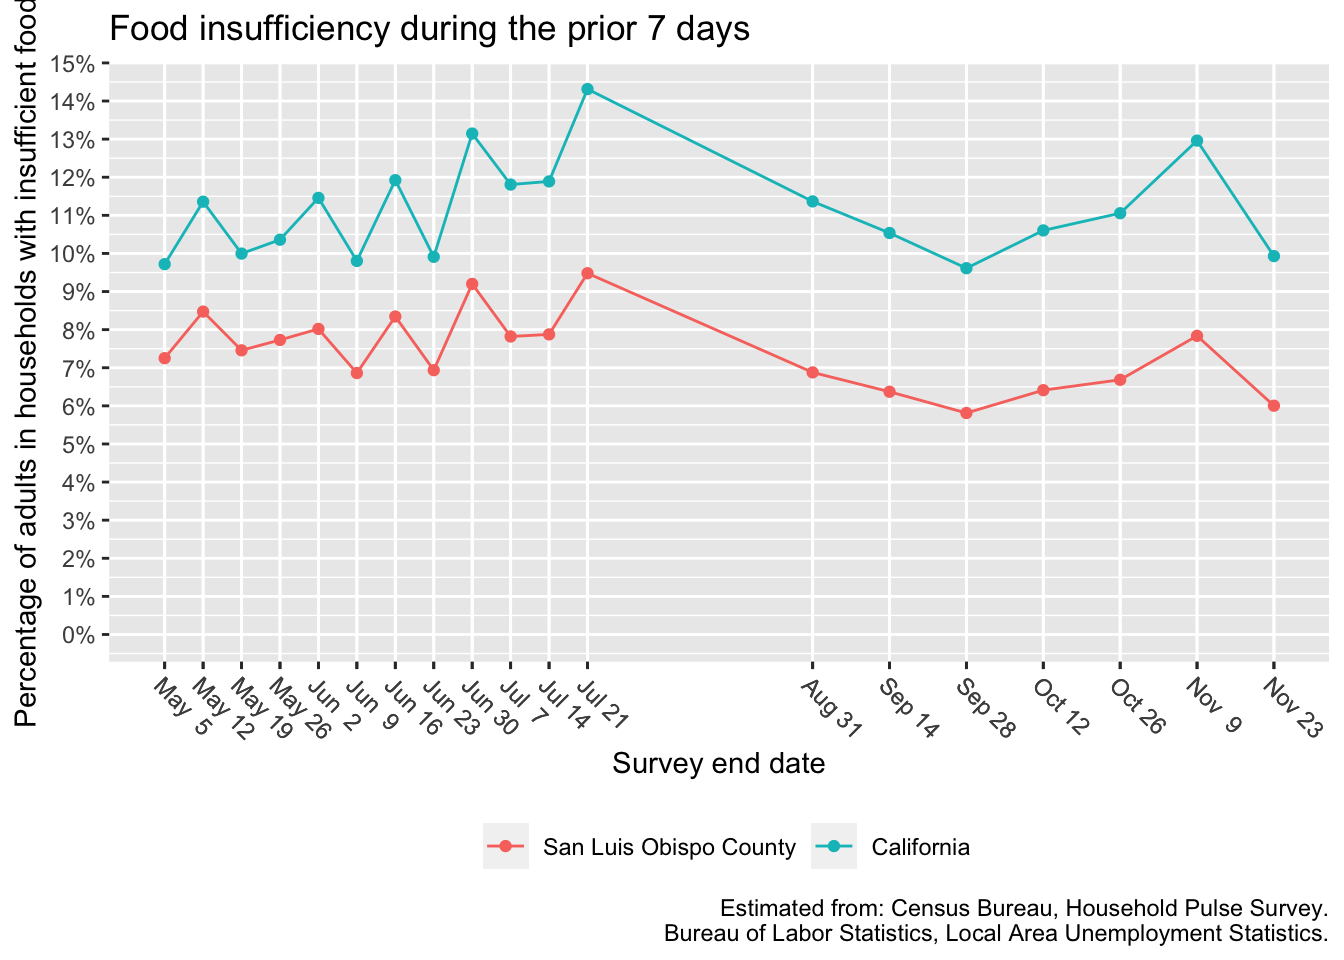 Food insufficiency during the prior 7 days
Percentage of adults in households with insufficient food
15%
14%
13%
12%
11%
10%
9%
8%
7%
6%
5%
4%
3%
2%
1%
0%
May 5
May 12
May 19
May 26
Jun 2
Jun 9
Jun 16
Jun 23
Jun 30
Jul 7
Jul 14
Jul 21
Aug 31
Sep 14
Sep 28
Oct 12
Oct 26
Nov 9
Nov 23
Survey end date
San Luis Obispo County
California
Estimated from: Census Bureau, Household Pulse Survey.
Bureau of Labor Statistics, Local Area Unemployment Statistics.